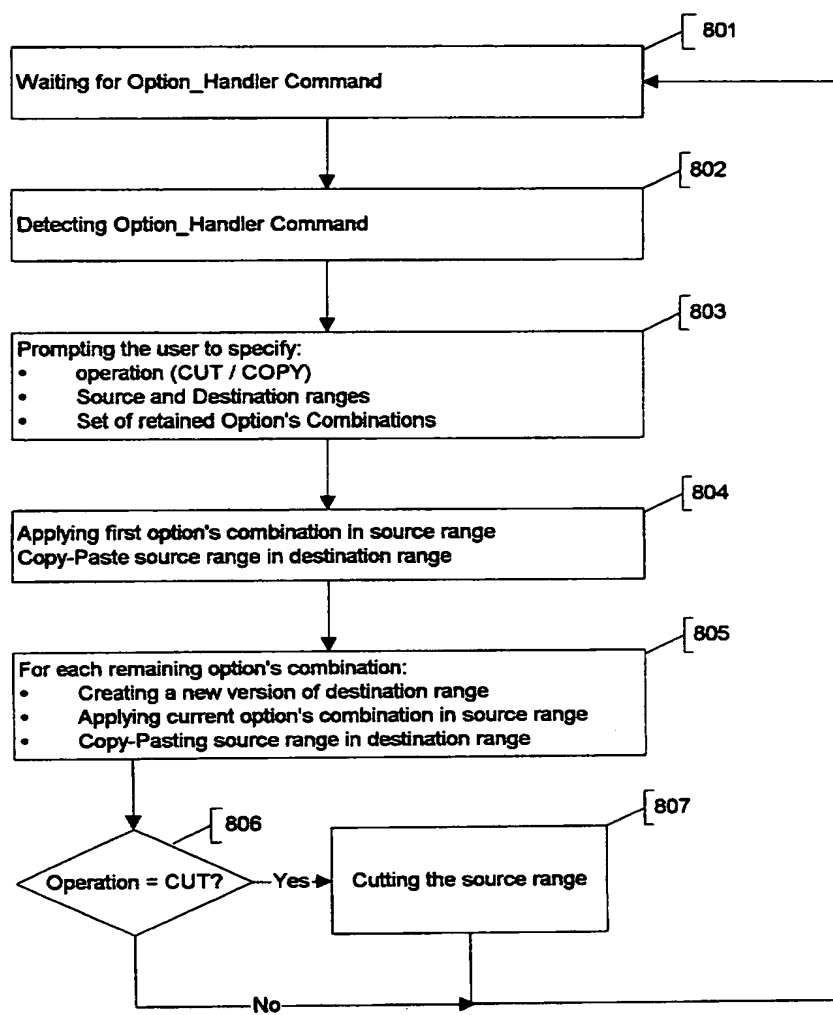 801
Waiting for Option_Handler Command
802
Detecting Option_Handler Command
803
Prompting the user to specify:
• operation (CUT / COPY)
• Source and Destination ranges
• Set of retained Option's Combinations
804
Applying first option's combination in source range
Copy-Paste source range in destination range
805
For each remaining option's combination:
• Creating a new version of destination range
• Applying current option's combination in source range
• Copy-Pasting source range in destination range
806
Operation = CUT?
Yes
807
Cutting the source range
No